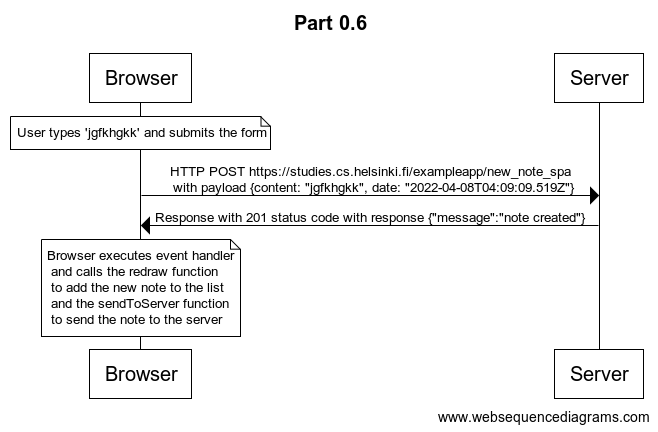 Part 0.6
Browser
Server
User types 'jgfkhgkk' and submits the form
HTTP POST https://studies.cs.helsinki.fi/exampleapp/new_note_spa
with payload {content: "jgfkhgkk", date: "2022-04-08T04:09:09.519Z"}
Response with 201 status code with response {"message":"note created"}
Browser executes event handler
and calls the redraw function
to add the new note to the list
and the sendToServer function
to send the note to the server
Browser
Server
www.websequencediagrams.com